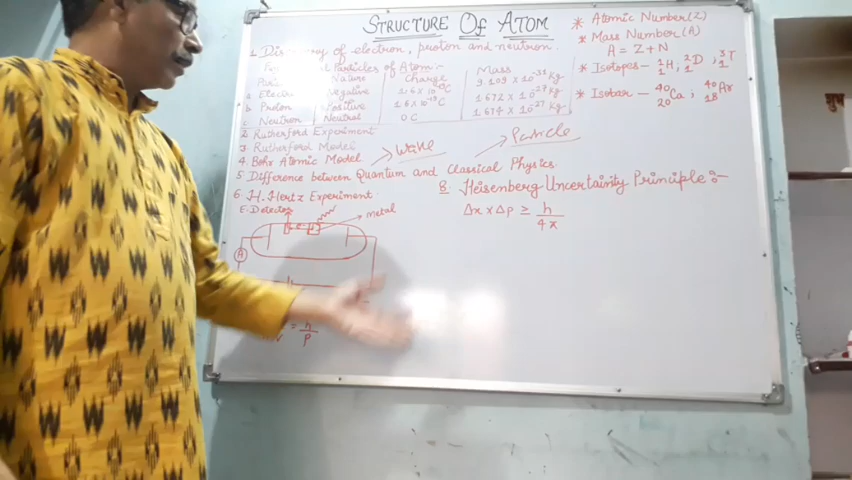 STRUCTURE OF ATOM
1. Discovery of electron, proton and neutron.
Particles of Atom:-
Nature Charge Mass
a Electr Negative 1.6 x 10 C 9.109 x 10⁻³¹ Kg
b Proton Positive 1.6 x 10⁻¹⁹ C 1.672 x 10⁻²⁷ Kg
c Neutron Neutral 0 C 1.674 x 10⁻²⁷ Kg
2. Rutherford Experiment
3. Rutherford Model
4. Bohr Atomic Model
Wave
Particle
5 Difference between Quantum and Classical Physics
6. H. Hertz Experiment
E. Detector
metal
A
= h/p
* Atomic Number (Z)
* Mass Number (A)
A = Z + N
* Isotopes - ¹₁H, ²₁D, ³₁T
* Isobar - ⁴⁰₂₀Ca ; ⁴⁰₁₈Ar
8. Heisenberg Uncertainty Principle :-
Δx x Δp ≥ h/4π
शुभ